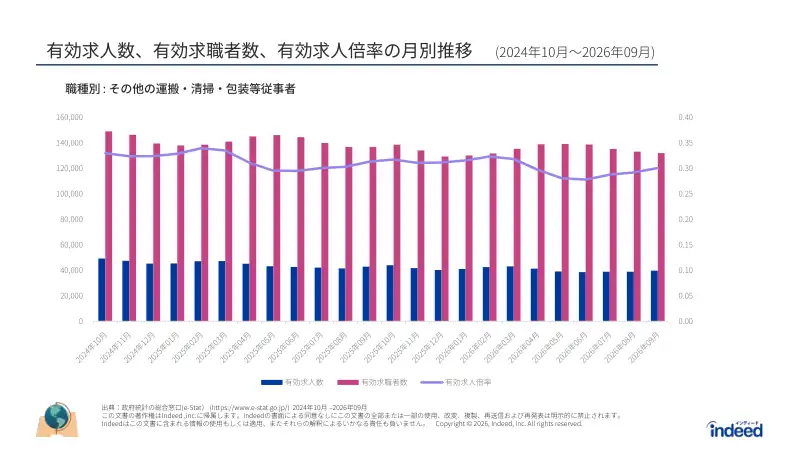 有効求人数、有効求職者数、有効求人倍率の月別推移 (2024年10月～2026年09月)
職種別 : その他の運搬・清掃・包装等従事者
160,000 0.40
140,000 0.35
120,000 0.30
100,000 0.25
80,000 0.20
60,000 0.15
40,000 0.10
20,000 0.05
0 0.00
2024年10月 2024年11月 2024年12月 2025年01月 2025年02月 2025年03月 2025年04月 2025年05月 2025年06月 2025年07月 2025年08月 2025年09月 2025年10月 2025年11月 2025年12月 2026年01月 2026年02月 2026年03月 2026年04月 2026年05月 2026年06月 2026年07月 2026年08月 2026年09月
有効求人数 有効求職者数 有効求人倍率
出典：政府統計の総合窓口(e-Stat） (https://www.e-stat.go.jp/) 2024年10月 –2026年09月
この文書の著作権はIndeed ,inc.に帰属します。Indeedの書面による同意なしにこの文書の全部または一部の使用、改変、複製、再送信および再発表は明示的に禁止されます。
Indeedはこの文書に含まれる情報の使用もしくは適用、またそれらの解釈によるいかなる責任も負いません。 Copyright © 2026, Indeed, Inc. All rights reserved.
インディード
indeed